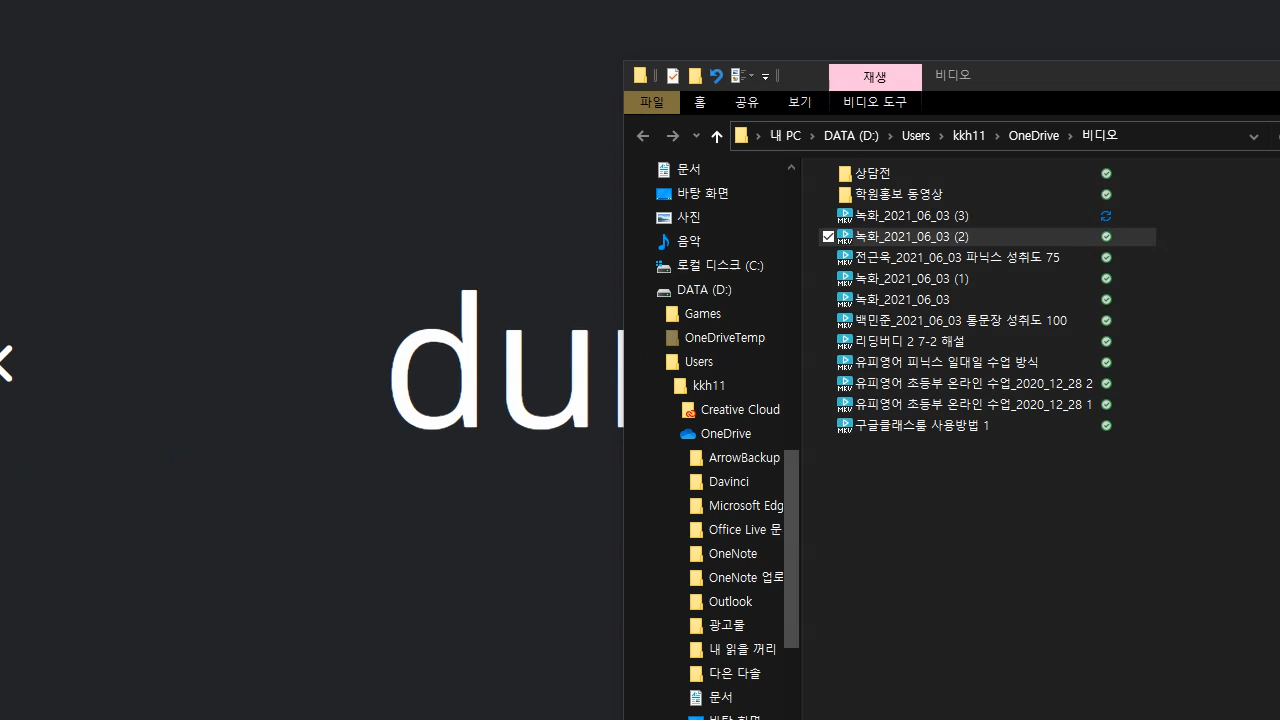 dur
재생
비디오
파일 홈 공유 보기 비디오 도구
내 PC DATA (D:) Users kkh11 OneDrive 비디오
문서
바탕 화면
사진
음악
로컬 디스크 (C:)
DATA (D:)
Games
OneDriveTemp
Users
kkh11
Creative Cloud
OneDrive
ArrowBackup
Davinci
Microsoft Edg
Office Live 문
OneNote
OneNote 업로
Outlook
광고물
내 읽을 꺼리
다은 다솔
문서
바탕 화면
상담전
학원홍보 동영상
녹화_2021_06_03 (3)
녹화_2021_06_03 (2)
전근욱_2021_06_03 파닉스 성취도 75
녹화_2021_06_03 (1)
녹화_2021_06_03
백민준_2021_06_03 통문장 성취도 100
리딩버디 2 7-2 해설
유피영어 피닉스 일대일 수업 방식
유피영어 초등부 온라인 수업_2020_12_28 2
유피영어 초등부 온라인 수업_2020_12_28 1
구글클래스룸 사용방법 1